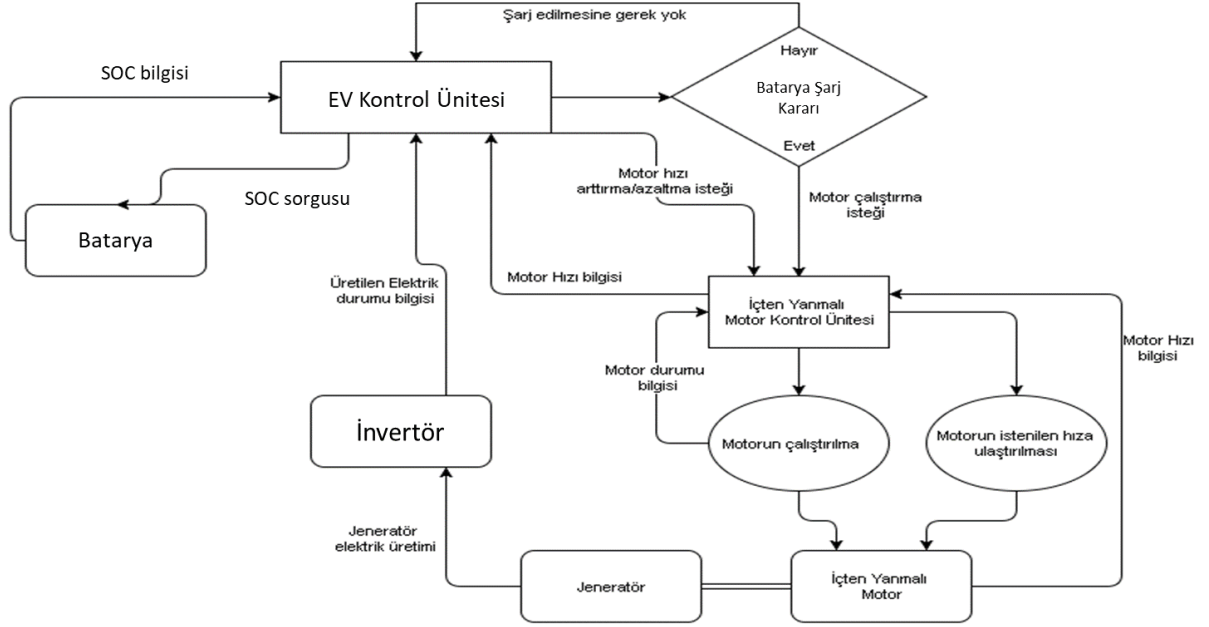 Şarj edilmesine gerek yok
Hayır
SOC bilgisi
EV Kontrol Ünitesi
Batarya Şarj
Kararı
Evet
Motor hızı
arttırma/azaltma isteği
SOC sorgusu
Motor çalıştırma
isteği
Batarya
Üretilen Elektrik
durumu bilgisi
Motor Hızı bilgisi
İçten Yanmalı
Motor Kontrol Ünitesi
Motor Hızı
bilgisi
Motor durumu
bilgisi
İnvertör
Motorun çalıştırılma
Motorun istenilen hıza
ulaştırılması
Jeneratör
elektrik üretimi
Jeneratör
İçten Yanmalı
Motor